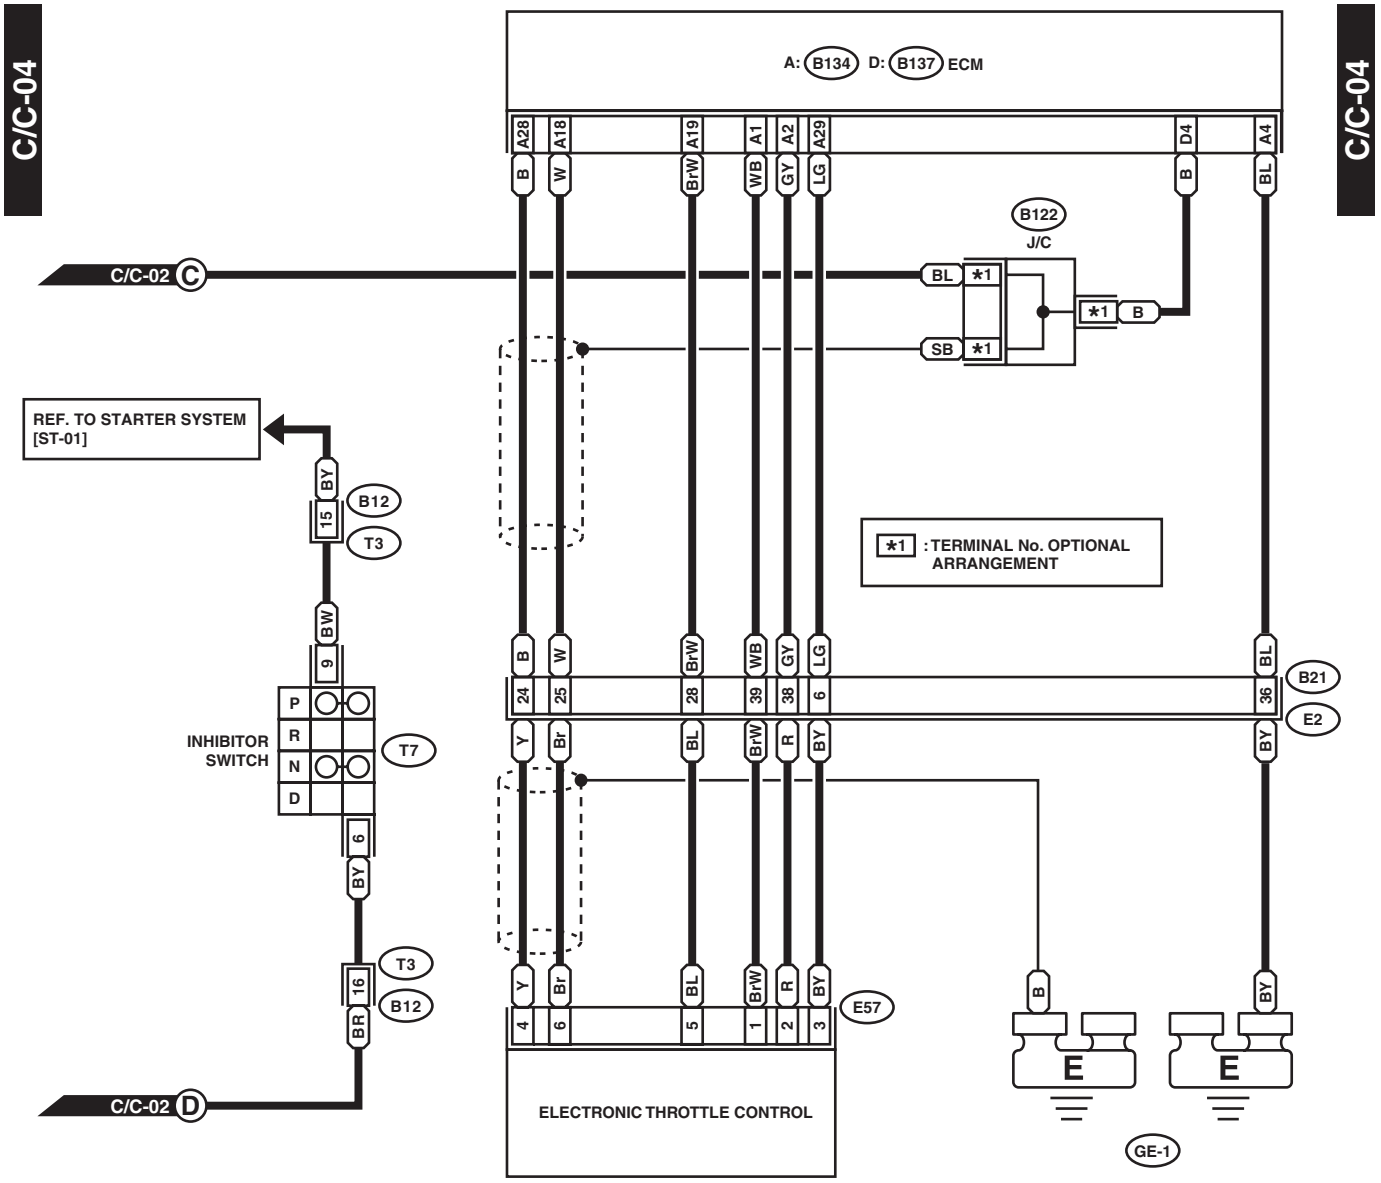 C/C-04
C/C-04
A: B134 D: B137 ECM
A28 A18 A19 A1 A2 A29 D4 A4
B W BrW WB GY LG B BL
B122
J/C
C/C-02 C
BL *1
*1 B
SB *1
REF. TO STARTER SYSTEM
[ST-01]
BY
B12
15
T3
*1 : TERMINAL No. OPTIONAL
ARRANGEMENT
BW
9
B W BrW WB GY LG BL
24 25 28 39 38 6 36
B21
E2
Y Br BL BrW R BY BY
P
R
N
D
INHIBITOR
SWITCH
T7
6
BY
T3
16
B12
BR
Y Br BL BrW R BY
B BY
4 6 5 1 2 3
E57
E E
C/C-02 D
ELECTRONIC THROTTLE CONTROL
GE-1